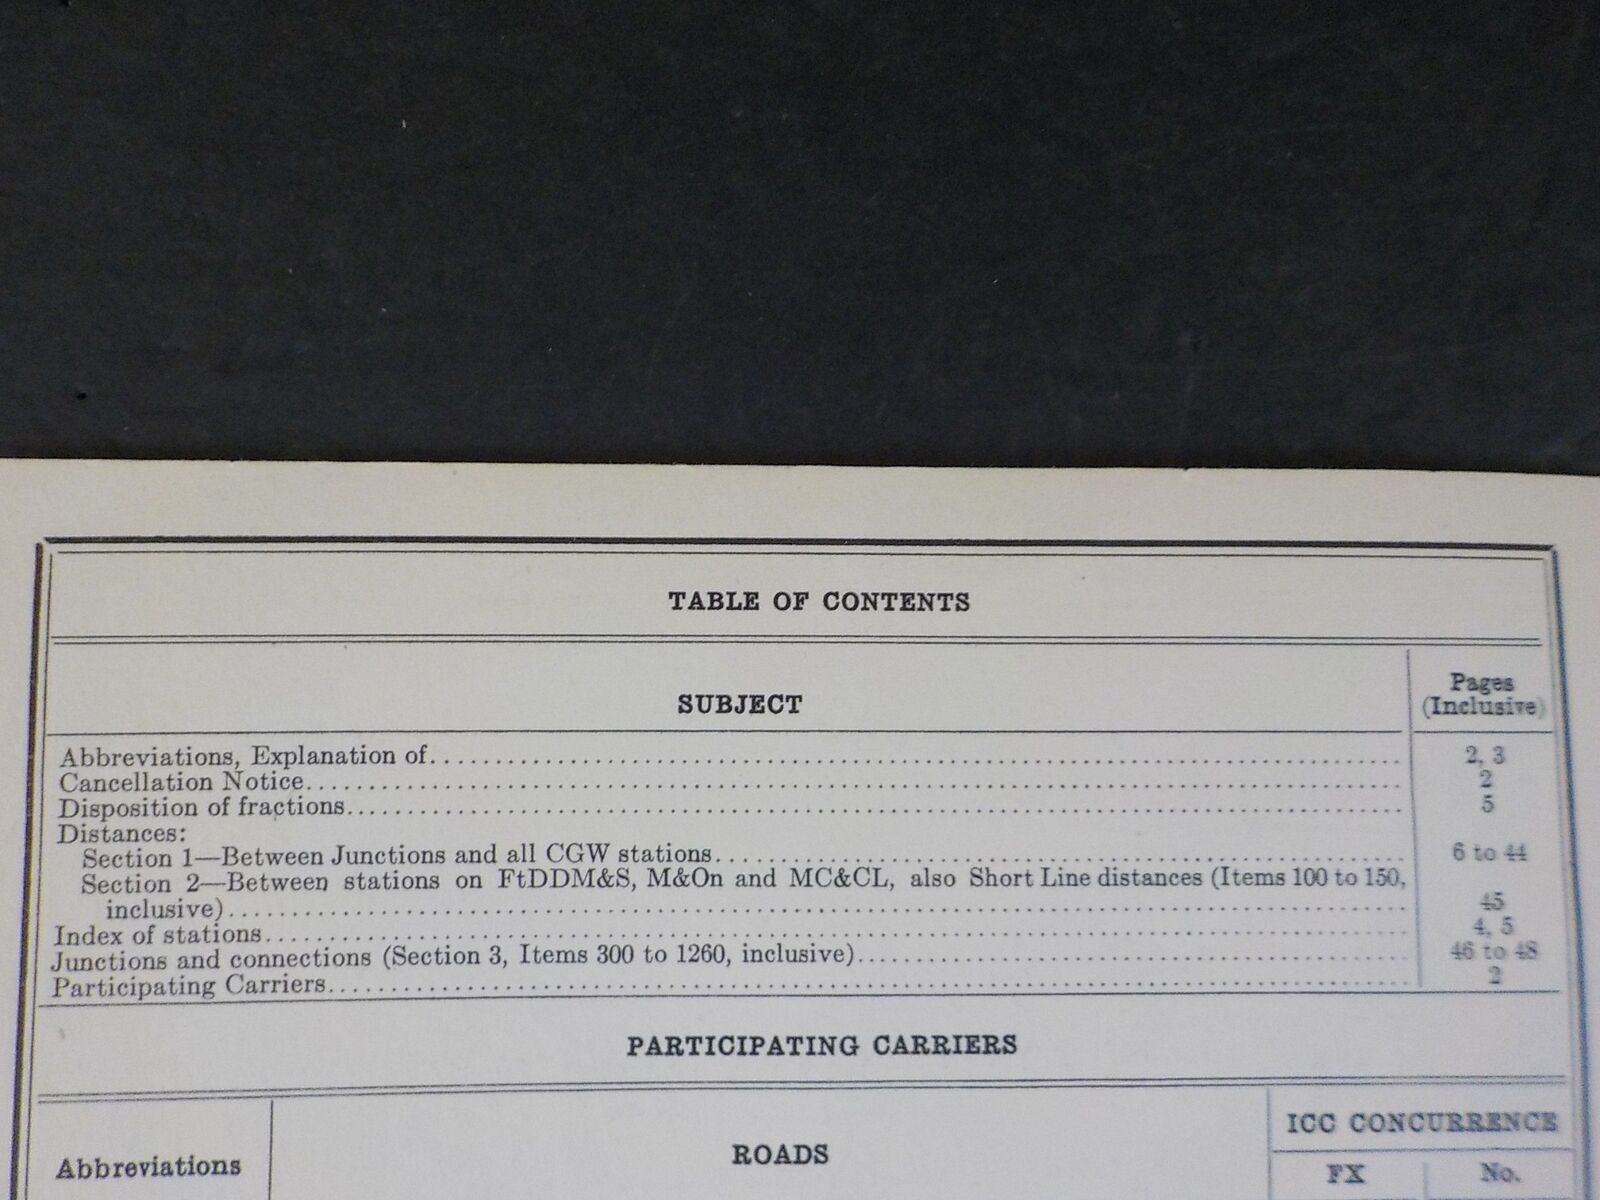 TABLE OF CONTENTS
SUBJECT
Pages
(Inclusive)
Abbreviations, Explanation of........ 2, 3
Cancellation Notice........ 2
Disposition of fractions........ 5
Distances:
Section 1—Between Junctions and all CGW stations........ 6 to 44
Section 2—Between stations on FtDDM&S, M&On and MC&CL, also Short Line distances (Items 100 to 150,
inclusive)........ 45
Index of stations........ 4, 5
Junctions and connections (Section 3, Items 300 to 1260, inclusive)........ 46 to 48
Participating Carriers........ 2
PARTICIPATING CARRIERS
Abbreviations
ROADS
ICC CONCURRENCE
FX No.